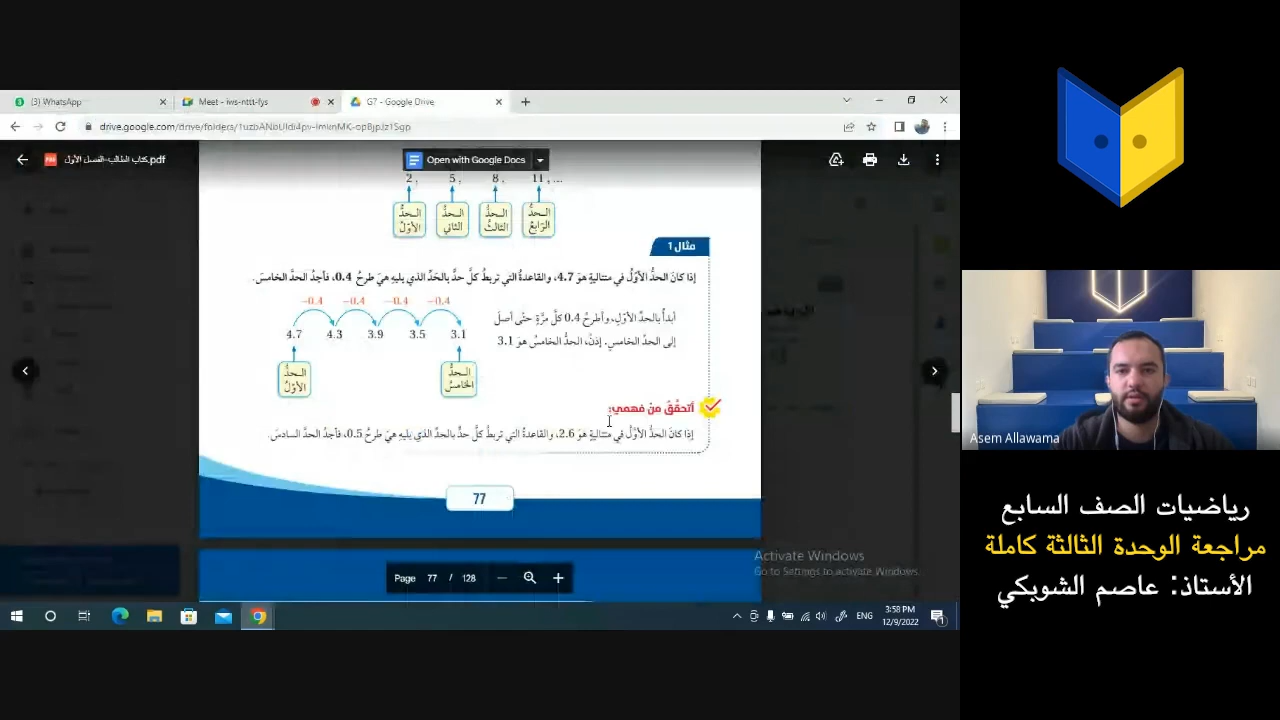 (3) WhatsApp
Meet – iws-nttt-fys
G7 - Google Drive
كتاب الطالب-الفصل الأول.pdf
Open with Google Docs
2 , 5 , 8 , 11 , ...
الحدُّ الأوّلُ
الحدُّ الثاني
الحدُّ الثالثُ
الحدُّ الرّابعُ
مثال 1
إذا كانَ الحدُّ الأوّلُ في متتاليةٍ هوَ 4.7، والقاعدةُ التي تربطُ كلَّ حدٍّ بالحَدِّ الذي يليهِ هيَ طرحُ 0.4، فأجدُ الحدَّ الخامسَ.
−0.4 −0.4 −0.4 −0.4
4.7 4.3 3.9 3.5 3.1
أبدأُ بالحدِّ الأوّلِ، وأطرحُ 0.4 كلَّ مرَّةٍ حتّى أصلَ
إلى الحدِّ الخامسِ. إذنْ، الحدُّ الخامسُ هوَ 3.1
الحدُّ الأوّلُ
الحدُّ الخامسُ
أتحقَّقُ منْ فهمي:
إذا كانَ الحدُّ الأوّلُ في متتاليةٍ هوَ 2.6، والقاعدةُ التي تربطُ كلَّ حدٍّ بالحدِّ الذي يليهِ هيَ طرحُ 0.5، فأجدُ الحدَّ السادسَ.
77
Activate Windows
Go to Settings to activate Windows.
Page 77 / 128
ENG
3:58 PM
12/9/2022
Asem Allawama
رياضيات الصف السابع
مراجعة الوحدة الثالثة كاملة
الأستاذ: عاصم الشوبكي